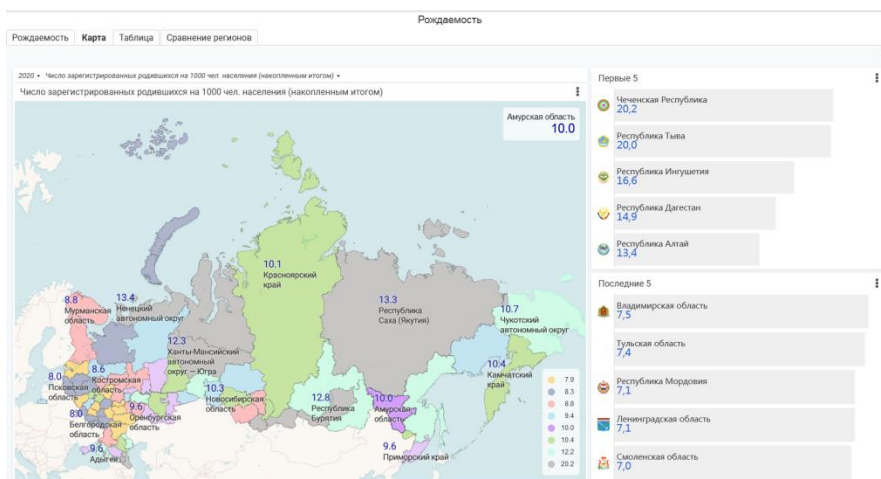 Рождаемость
Рождаемость Карта Таблица Сравнение регионов
2020 Число зарегистрированных родившихся на 1000 чел. населения (накопленным итогом)
Число зарегистрированных родившихся на 1000 чел. населения (накопленным итогом)
Амурская область
10.0
10.1
Красноярский
край
8.8
Мурманская
область
13.4
Ненецкий
автономный округ
13.3
Республика
Саха (Якутия)
10.7
Чукотский
автономный округ
12.3
Ханты-Мансийский
автономный
округ – Югра
8.0
Псковская
область
8.6
Костромская
область
10.3
Новосибирская
область
12.8
Республика
Бурятия
10.0
Амурская
область
10.4
Камчатский
край
8.0
Белгородская
область
9.6
Оренбургская
область
9.6
Адыгея
9.6
Приморский край
7.9
8.3
8.8
9.4
10.0
10.4
12.2
20.2
Первые 5
Чеченская Республика
20,2
Республика Тыва
20,0
Республика Ингушетия
16,6
Республика Дагестан
14,9
Республика Алтай
13,4
Последние 5
Владимирская область
7,5
Тульская область
7,4
Республика Мордовия
7,1
Ленинградская область
7,1
Смоленская область
7,0